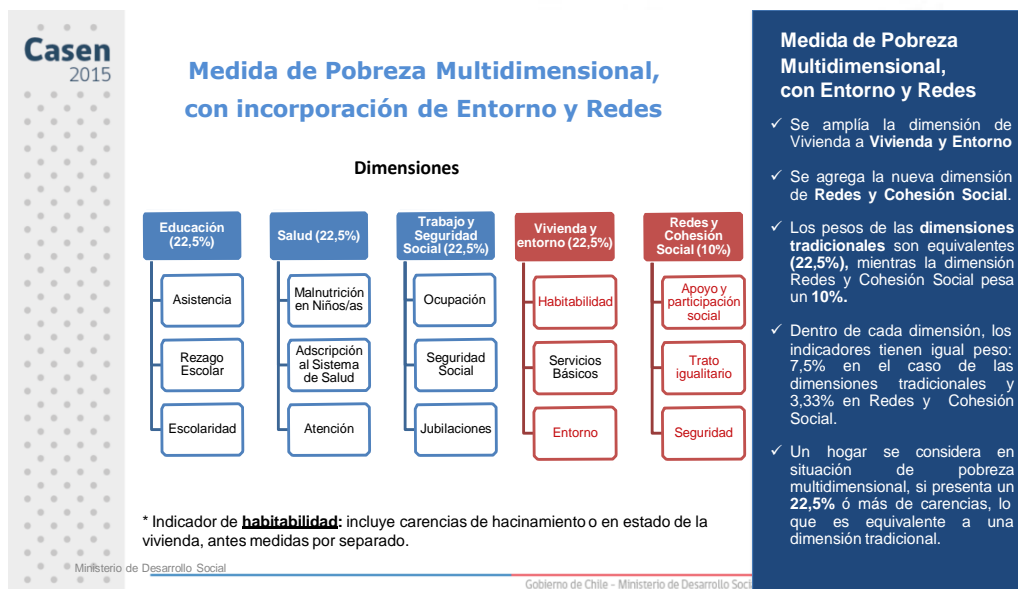 Casen
2015
Medida de Pobreza Multidimensional,
con incorporación de Entorno y Redes
Dimensiones
Educación
(22,5%)
Asistencia
Rezago
Escolar
Escolaridad
Salud (22,5%)
Malnutrición
en Niños/as
Adscripción
al Sistema
de Salud
Atención
Trabajo y
Seguridad
Social (22,5%)
Ocupación
Seguridad
Social
Jubilaciones
Vivienda y
entorno (22,5%)
Habitabilidad
Servicios
Básicos
Entorno
Redes y
Cohesión
Social (10%)
Apoyo y
participación
social
Trato
igualitario
Seguridad
* Indicador de habitabilidad: incluye carencias de hacinamiento o en estado de la
vivienda, antes medidas por separado.
Ministerio de Desarrollo Social
Gobierno de Chile - Ministerio de Desarrollo Soci
Medida de Pobreza
Multidimensional,
con Entorno y Redes
✓ Se amplía la dimensión de
Vivienda a Vivienda y Entorno
✓ Se agrega la nueva dimensión
de Redes y Cohesión Social.
✓ Los pesos de las dimensiones
tradicionales son equivalentes
(22,5%), mientras la dimensión
Redes y Cohesión Social pesa
un 10%.
✓ Dentro de cada dimensión, los
indicadores tienen igual peso:
7,5% en el caso de las
dimensiones tradicionales y
3,33% en Redes y Cohesión
Social.
✓ Un hogar se considera en
situación de pobreza
multidimensional, si presenta un
22,5% ó más de carencias, lo
que es equivalente a una
dimensión tradicional.